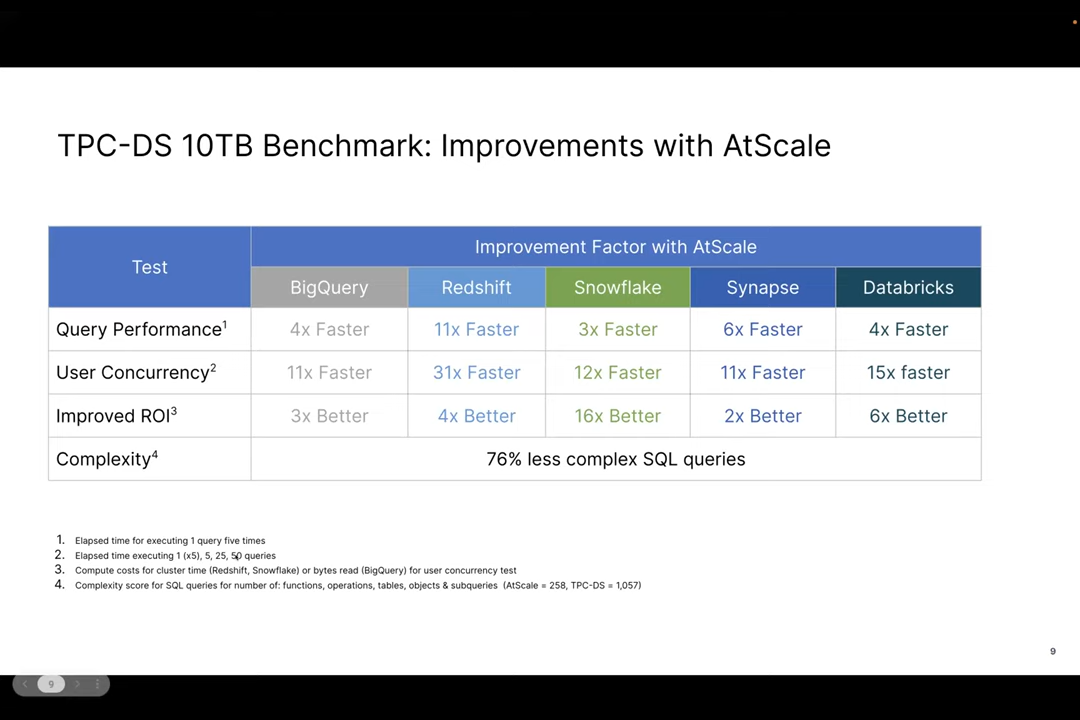 TPC-DS 10TB Benchmark: Improvements with AtScale
Test
Improvement Factor with AtScale
BigQuery Redshift Snowflake Synapse Databricks
Query Performance1 4x Faster 11x Faster 3x Faster 6x Faster 4x Faster
User Concurrency2 11x Faster 31x Faster 12x Faster 11x Faster 15x faster
Improved ROI3 3x Better 4x Better 16x Better 2x Better 6x Better
Complexity4 76% less complex SQL queries
1. Elapsed time for executing 1 query five times
2. Elapsed time executing 1 (x5), 5, 25, 50 queries
3. Compute costs for cluster time (Redshift, Snowflake) or bytes read (BigQuery) for user concurrency test
4. Complexity score for SQL queries for number of: functions, operations, tables, objects & subqueries (AtScale = 258, TPC-DS = 1,057)
9
9